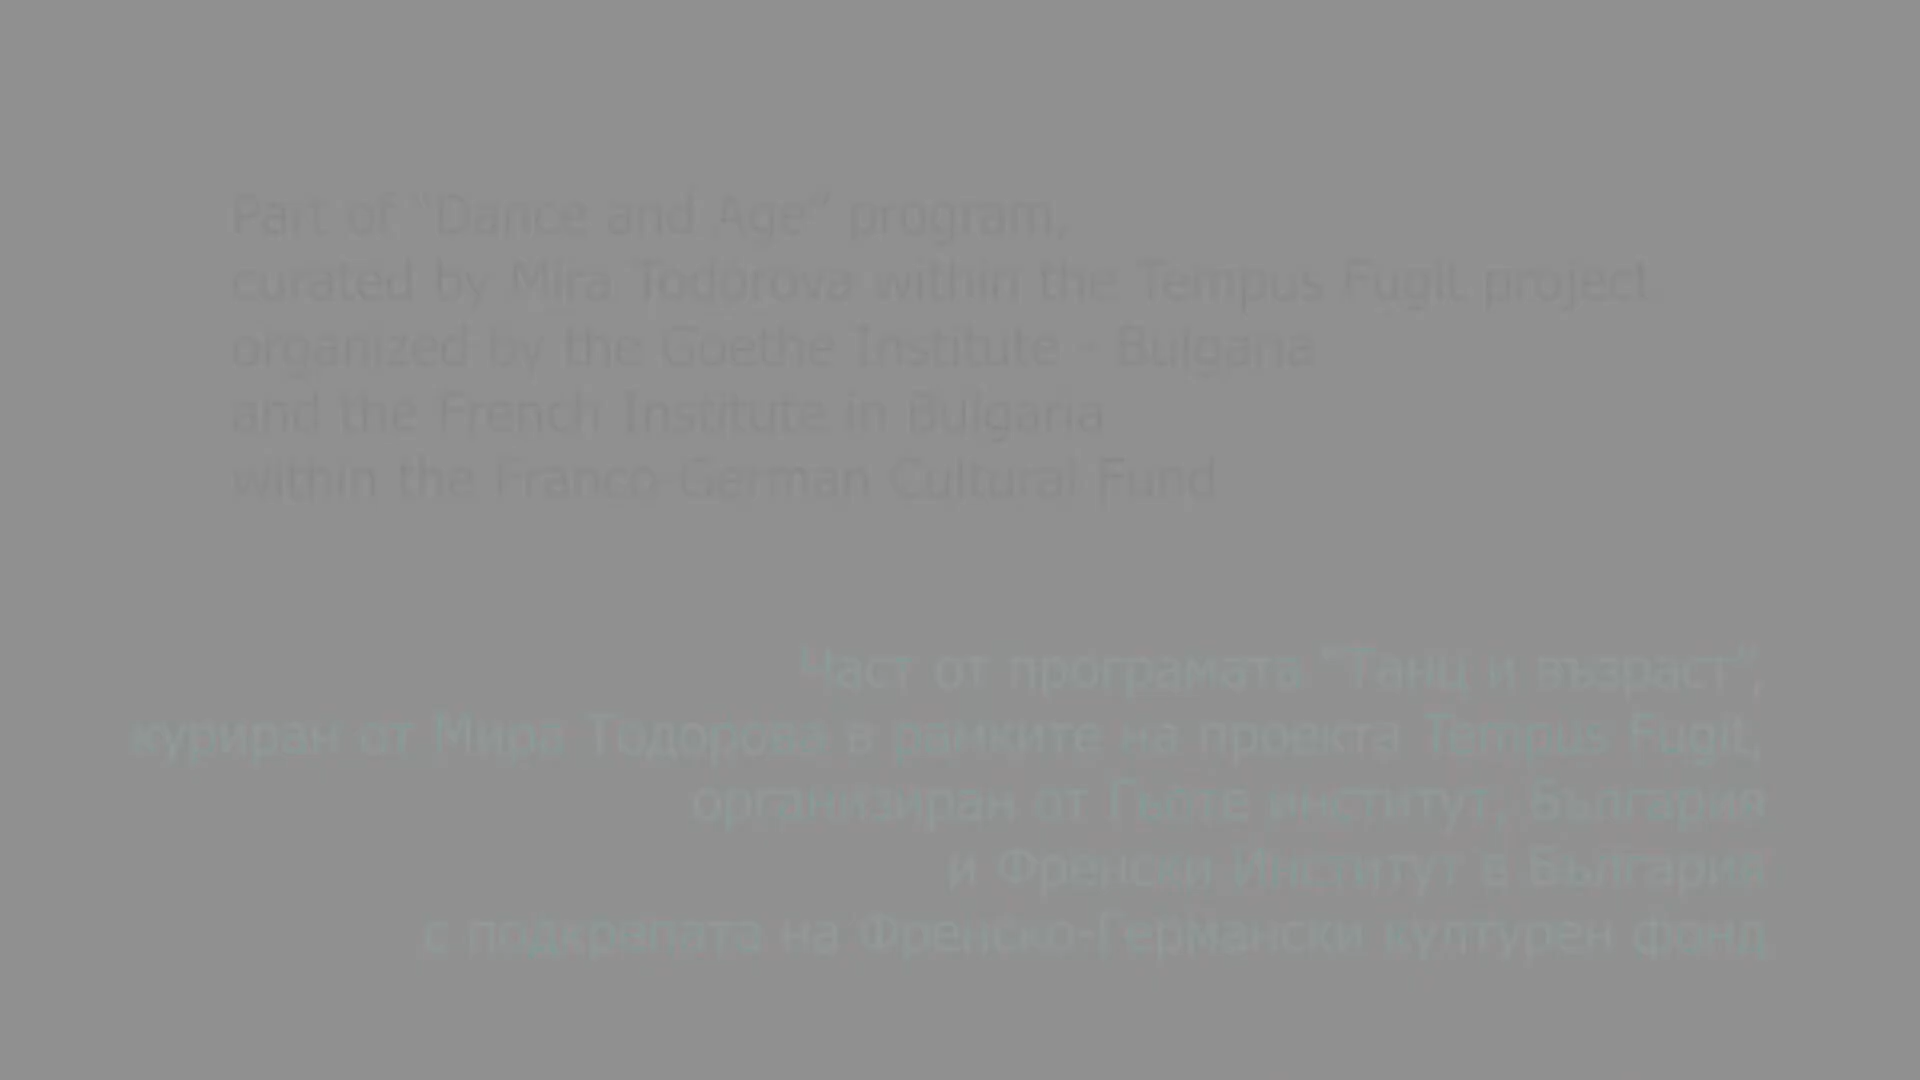 Part of "Dance and Age" program,
curated by Mira Todorova within the Tempus Fugit project
organized by the Goethe Institute - Bulgaria
and the French Institute in Bulgaria
within the Franco-German Cultural Fund
Част от програмата "Танц и възраст",
куриран от Мира Тодорова в рамките на проекта Tempus Fugit,
организиран от Гьоте институт, България
и Френски Институт в България
с подкрепата на Френско-Германски културен фонд